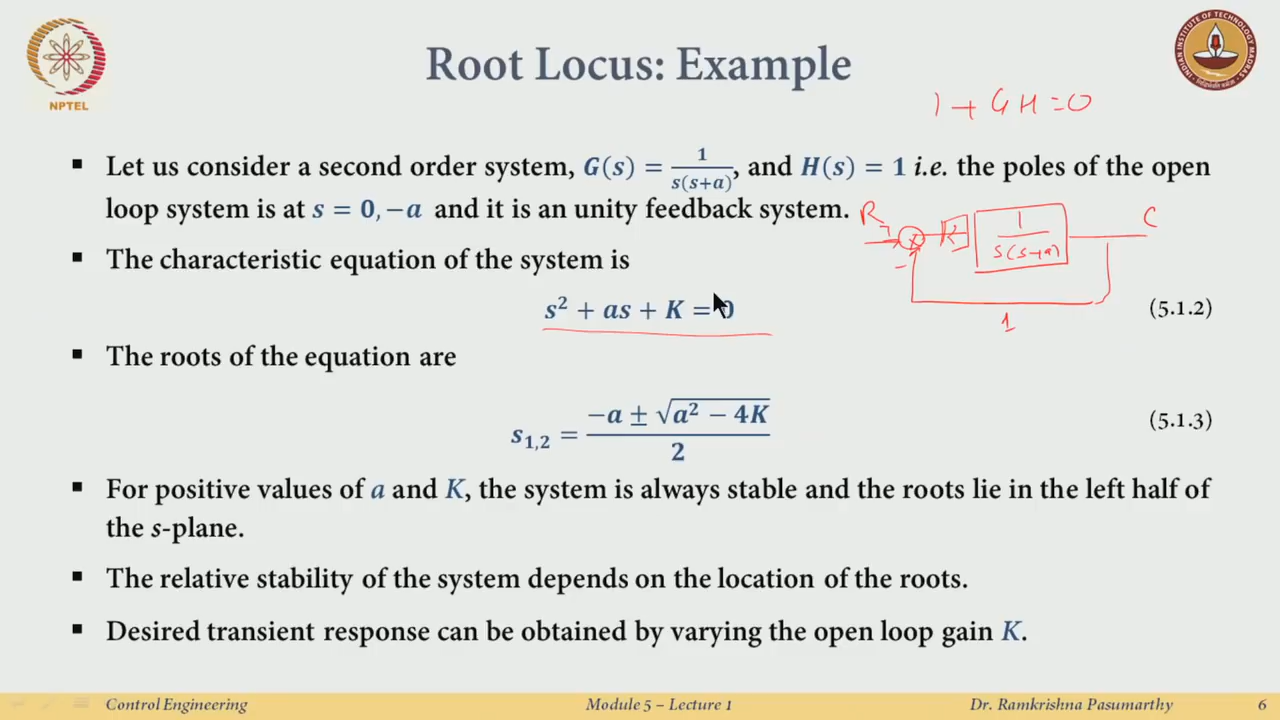 NPTEL
INDIAN INSTITUTE OF TECHNOLOGY MADRAS
Root Locus: Example
1 + GH = 0
▪ Let us consider a second order system, G(s) = 1/(s(s+a)), and H(s) = 1 i.e. the poles of the open
loop system is at s = 0, −a and it is an unity feedback system.
R K 1/(s(s+a)) C
−
1
▪ The characteristic equation of the system is
s² + as + K = 0 (5.1.2)
▪ The roots of the equation are
s₁,₂ = (−a ± √(a² − 4K))/2 (5.1.3)
▪ For positive values of a and K, the system is always stable and the roots lie in the left half of
the s-plane.
▪ The relative stability of the system depends on the location of the roots.
▪ Desired transient response can be obtained by varying the open loop gain K.
Control Engineering Module 5 – Lecture 1 Dr. Ramkrishna Pasumarthy 6